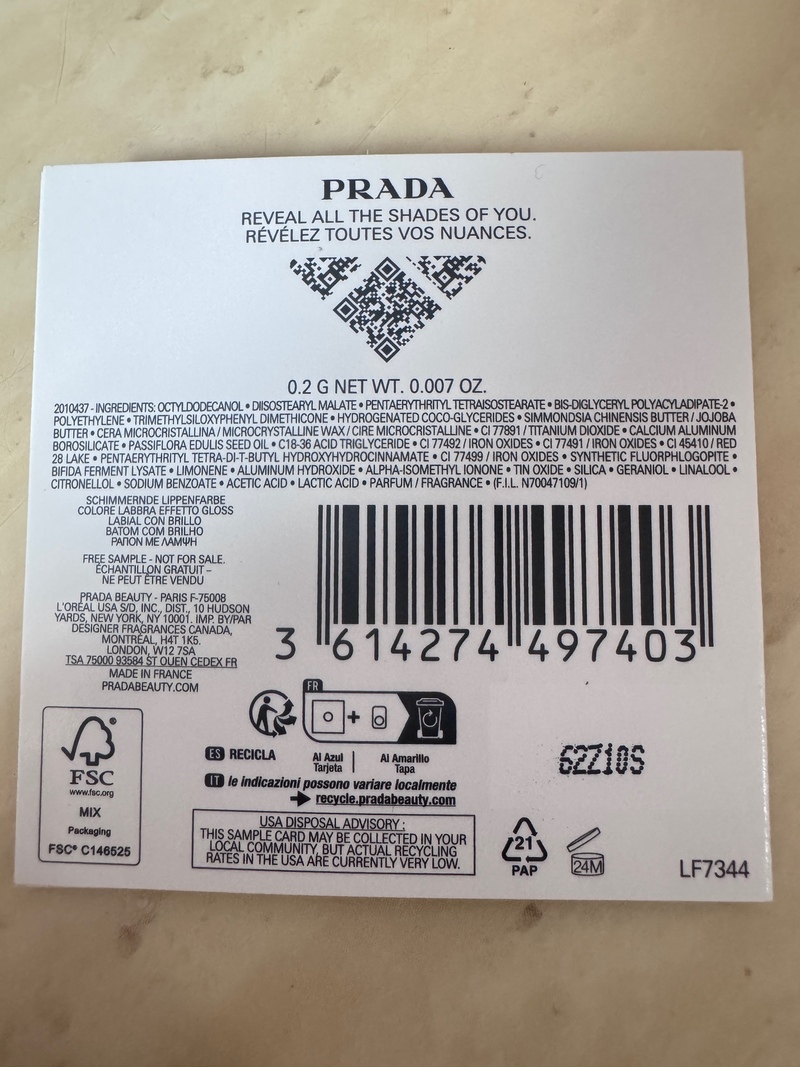 PRADA
REVEAL ALL THE SHADES OF YOU.
RÉVÉLEZ TOUTES VOS NUANCES.
0.2 G NET WT. 0.007 OZ.
2010437 - INGREDIENTS: OCTYLDODECANOL • DIISOSTEARYL MALATE • PENTAERYTHRITYL TETRAISOSTEARATE • BIS-DIGLYCERYL POLYACYLADIPATE-2 •
POLYETHYLENE • TRIMETHYLSILOXYPHENYL DIMETHICONE • HYDROGENATED COCO-GLYCERIDES • SIMMONDSIA CHINENSIS BUTTER / JOJOBA
BUTTER • CERA MICROCRISTALLINA / MICROCRYSTALLINE WAX / CIRE MICROCRISTALLINE • CI 77891 / TITANIUM DIOXIDE • CALCIUM ALUMINUM
BOROSILICATE • PASSIFLORA EDULIS SEED OIL • C18-36 ACID TRIGLYCERIDE • CI 77492 / IRON OXIDES • CI 77491 / IRON OXIDES • CI 45410 / RED
28 LAKE • PENTAERYTHRITYL TETRA-DI-T-BUTYL HYDROXYHYDROCINNAMATE • CI 77499 / IRON OXIDES • SYNTHETIC FLUORPHLOGOPITE •
BIFIDA FERMENT LYSATE • LIMONENE • ALUMINUM HYDROXIDE • ALPHA-ISOMETHYL IONONE • TIN OXIDE • SILICA • GERANIOL • LINALOOL •
CITRONELLOL • SODIUM BENZOATE • ACETIC ACID • LACTIC ACID • PARFUM / FRAGRANCE • (F.I.L. N70047109/1)
SCHIMMERNDE LIPPENFARBE
COLORE LABBRA EFFETTO GLOSS
LABIAL CON BRILLO
BATOM COM BRILHO
ΚΡΑΓΙΟΝ ΜΕ ΛΑΜΨΗ
FREE SAMPLE - NOT FOR SALE.
ÉCHANTILLON GRATUIT –
NE PEUT ÊTRE VENDU
PRADA BEAUTY - PARIS F-75008
L'ORÉAL USA S/D, INC., DIST., 10 HUDSON
YARDS, NEW YORK, NY 10001. IMP. BY/PAR
DESIGNER FRAGRANCES CANADA,
MONTRÉAL, H4T 1K5.
LONDON, W12 7SA
TSA 75000 93584 ST OUEN CEDEX FR
MADE IN FRANCE
PRADABEAUTY.COM
3 614274 497403
FR
ES RECICLA
Al Azul
Tarjeta
Al Amarillo
Tapa
IT le indicazioni possono variare localmente
recycle.pradabeauty.com
FSC®
www.fsc.org
MIX
Packaging
FSC® C146525
USA DISPOSAL ADVISORY :
THIS SAMPLE CARD MAY BE COLLECTED IN YOUR
LOCAL COMMUNITY, BUT ACTUAL RECYCLING
RATES IN THE USA ARE CURRENTLY VERY LOW.
62Z10S
21
PAP
24M
LF7344